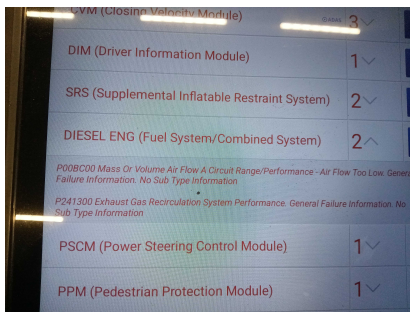 CVM (Closing Velocity Module) 3
DIM (Driver Information Module) 1
SRS (Supplemental Inflatable Restraint System) 2
DIESEL ENG (Fuel System/Combined System) 2
P00BC00 Mass Or Volume Air Flow A Circuit Range/Performance - Air Flow Too Low. General
Failure Information. No Sub Type Information
P241300 Exhaust Gas Recirculation System Performance. General Failure Information. No
Sub Type Information
PSCM (Power Steering Control Module) 1
PPM (Pedestrian Protection Module) 1